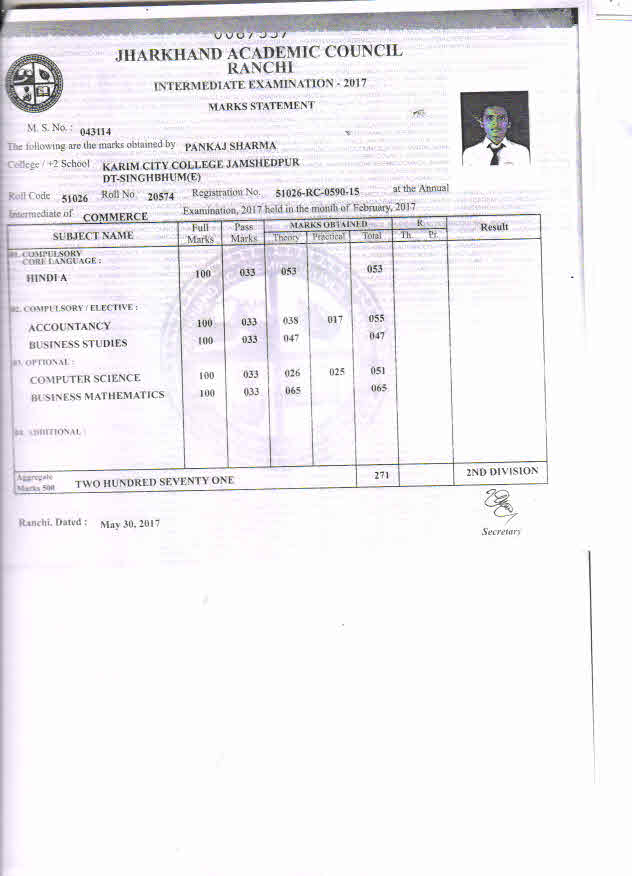 JHARKHAND ACADEMIC COUNCIL
RANCHI
INTERMEDIATE EXAMINATION - 2017
MARKS STATEMENT
M. S. No. : 043114
The following are the marks obtained by PANKAJ SHARMA
College / +2 School KARIM CITY COLLEGE JAMSHEDPUR
DT-SINGHBHUM(E)
Roll Code 51026 Roll No 20574 Registration No. 51026-RC-0590-15 at the Annual
Intermediate of COMMERCE Examination, 2017 held in the month of February, 2017
SUBJECT NAME Full Marks Pass Marks MARKS OBTAINED Theory Practical Total R. Th. Pr. Result
01. COMPULSORY
CORE LANGUAGE :
HINDI A 100 033 053 053
02. COMPULSORY / ELECTIVE :
ACCOUNTANCY 100 033 038 017 055
BUSINESS STUDIES 100 033 047 047
03. OPTIONAL :
COMPUTER SCIENCE 100 033 026 025 051
BUSINESS MATHEMATICS 100 033 065 065
04. ADDITIONAL :
Aggregate Marks 500 TWO HUNDRED SEVENTY ONE 271 2ND DIVISION
Ranchi. Dated : May 30, 2017
Secretary